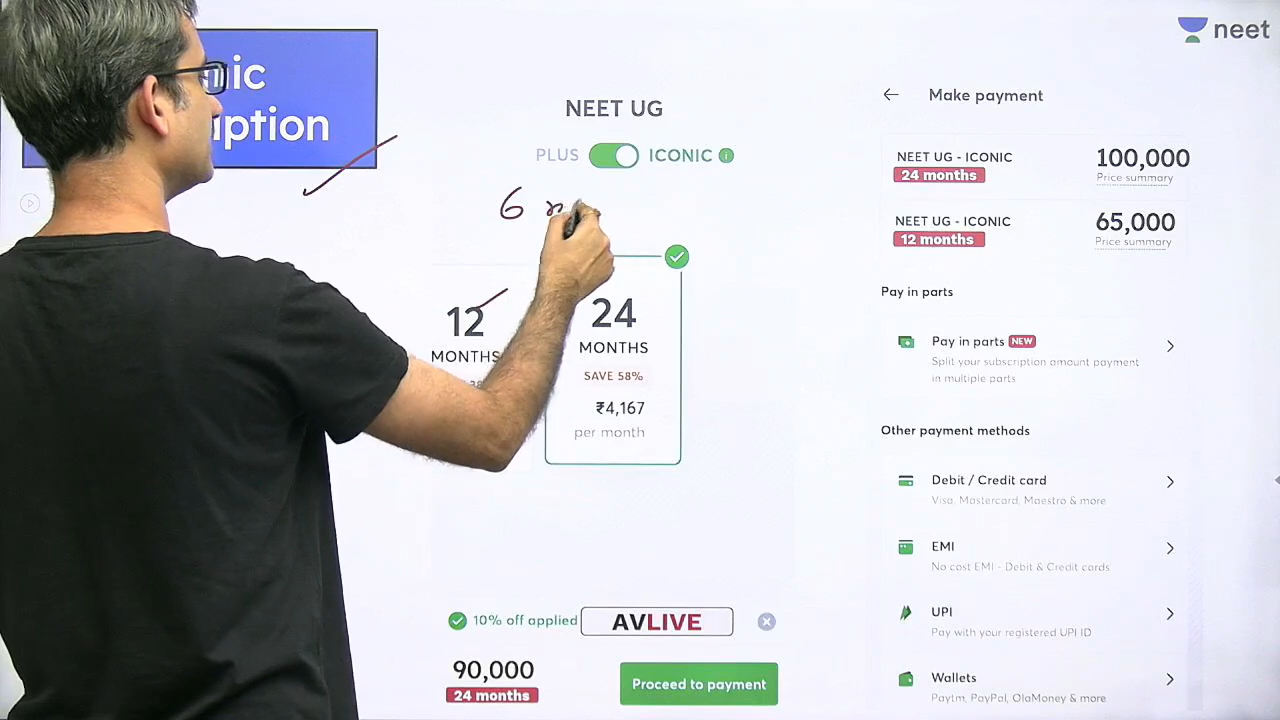 neet
nic
iption
NEET UG
PLUS ICONIC
6
12
MONTHS
24
MONTHS
SAVE 58%
₹4,167
per month
10% off applied AVLIVE
90,000
24 months
Proceed to payment
Make payment
NEET UG - ICONIC 100,000
24 months Price summary
NEET UG - ICONIC 65,000
12 months Price summary
Pay in parts
Pay in parts NEW
Split your subscription amount payment
in multiple parts
Other payment methods
Debit / Credit card
Visa, Mastercard, Maestro & more
EMI
No cost EMI - Debit & Credit cards
UPI
Pay with your registered UPI ID
Wallets
Paytm, PayPal, OlaMoney & more